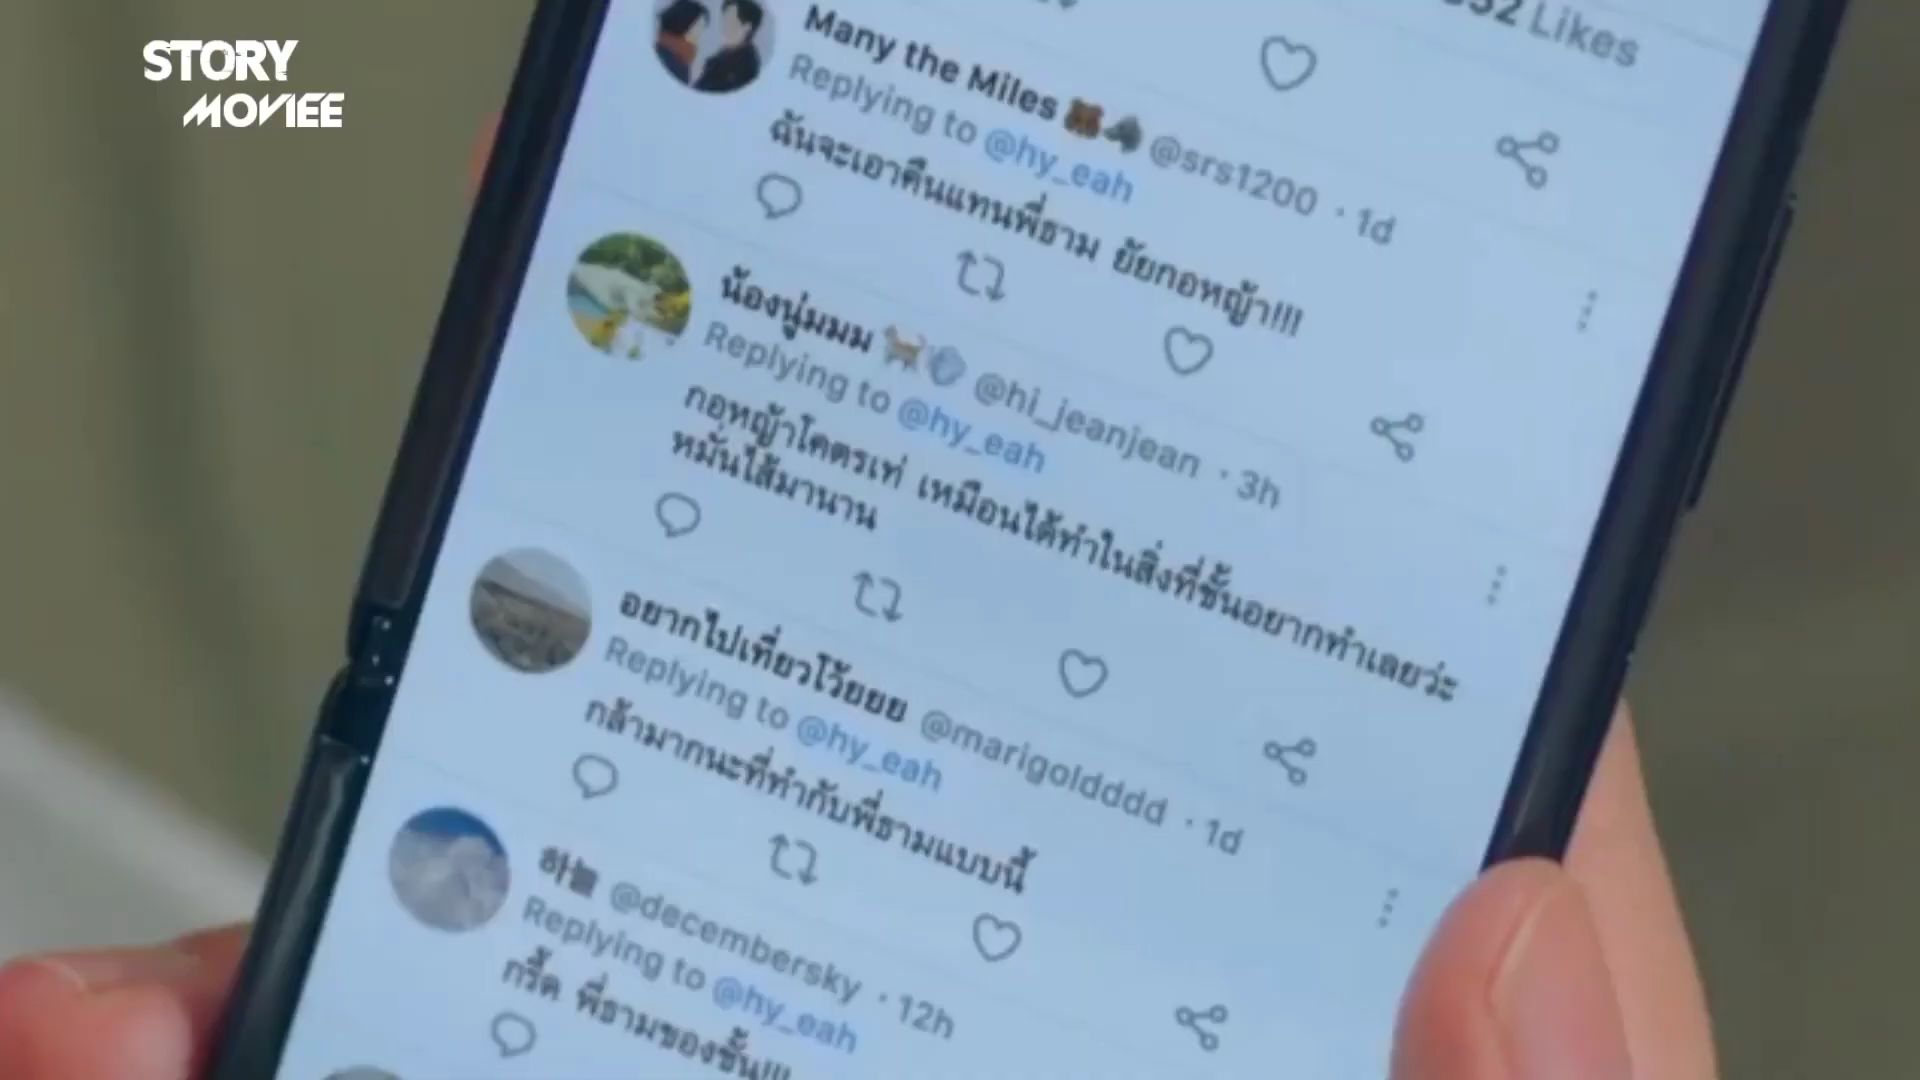 STORY
MOVIEE
Likes
Many the Miles @srs1200 · 1d
Replying to @hy_eah
ฉันจะเอาคืนแทนพี่ธาม ยัยกอหญ้า!!!
น้องนู่มมม @hi_jeanjean · 3h
Replying to @hy_eah
กอหญ้าโคตรเท่ เหมือนได้ทำในสิ่งที่ชั้นอยากทำเลยว่ะ
หมั่นไส้มานาน
อยากไปเที่ยวโว้ยยย @marigoldddd · 1d
Replying to @hy_eah
กล้ามากนะที่ทำกับพี่ธามแบบนี้
하늘 @decembersky · 12h
Replying to @hy_eah
กรี๊ด พี่ธามของชั้น!!!